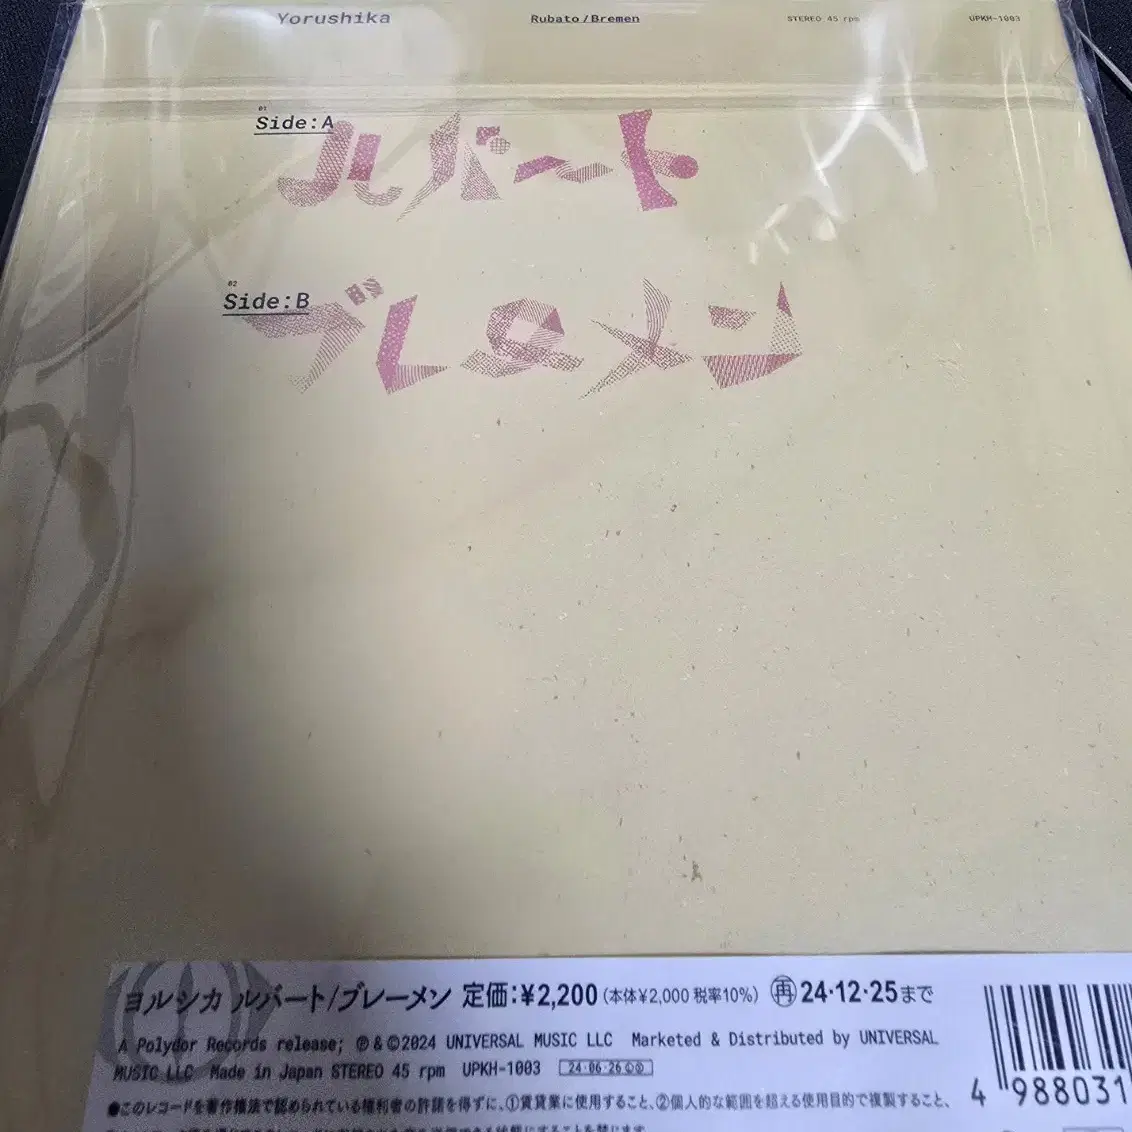 Yorushika Rubato/Bremen STEREO 45 rpm UPKH-1003
01
Side:A
ルバート
02
Side:B
ブレーメン
ヨルシカ ルバート/ブレーメン 定価:¥2,200(本体¥2,000 税率10%) 再24・12・25まで
A Polydor Records release; Ⓟ&©2024 UNIVERSAL MUSIC LLC Marketed & Distributed by UNIVERSAL
MUSIC LLC Made in Japan STEREO 45 rpm UPKH-1003 24・06・26
●このレコードを著作権法で認められている権利者の許諾を得ずに、①賃貸業に使用すること、②個人的な範囲を超える使用目的で複製すること、
4 988031